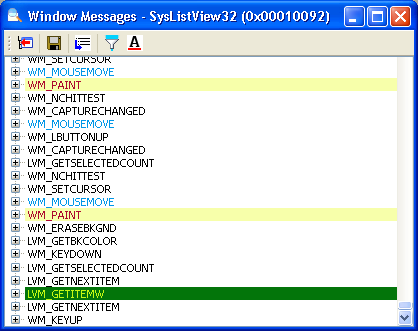 Window Messages - SysListView32 (0x00010092)
A
WM_SETCURSOR
WM_MOUSEMOVE
WM_PAINT
WM_NCHITTEST
WM_CAPTURECHANGED
WM_MOUSEMOVE
WM_LBUTTONUP
WM_CAPTURECHANGED
LVM_GETSELECTEDCOUNT
WM_NCHITTEST
WM_SETCURSOR
WM_MOUSEMOVE
WM_PAINT
WM_ERASEBKGND
LVM_GETBKCOLOR
WM_KEYDOWN
LVM_GETSELECTEDCOUNT
LVM_GETNEXTITEM
LVM_GETITEMW
LVM_GETNEXTITEM
WM_KEYUP